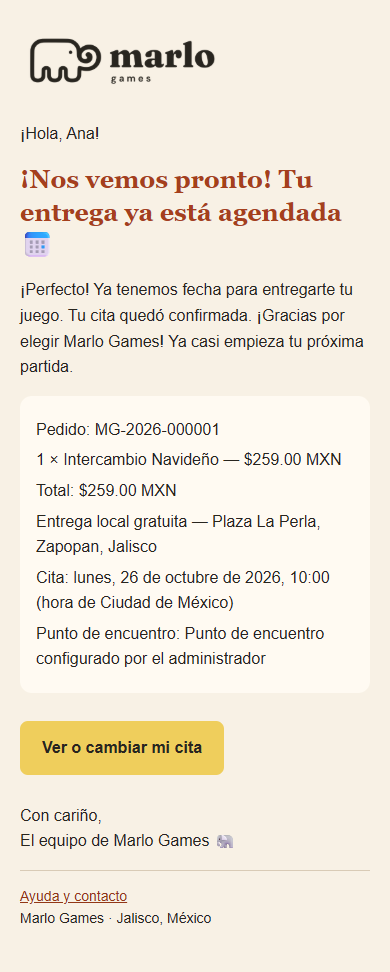 marlo
games
¡Hola, Ana!
¡Nos vemos pronto! Tu
entrega ya está agendada
¡Perfecto! Ya tenemos fecha para entregarte tu
juego. Tu cita quedó confirmada. ¡Gracias por
elegir Marlo Games! Ya casi empieza tu próxima
partida.
Pedido: MG-2026-000001
1 × Intercambio Navideño — $259.00 MXN
Total: $259.00 MXN
Entrega local gratuita — Plaza La Perla,
Zapopan, Jalisco
Cita: lunes, 26 de octubre de 2026, 10:00
(hora de Ciudad de México)
Punto de encuentro: Punto de encuentro
configurado por el administrador
Ver o cambiar mi cita
Con cariño,
El equipo de Marlo Games 🐘
Ayuda y contacto
Marlo Games · Jalisco, México